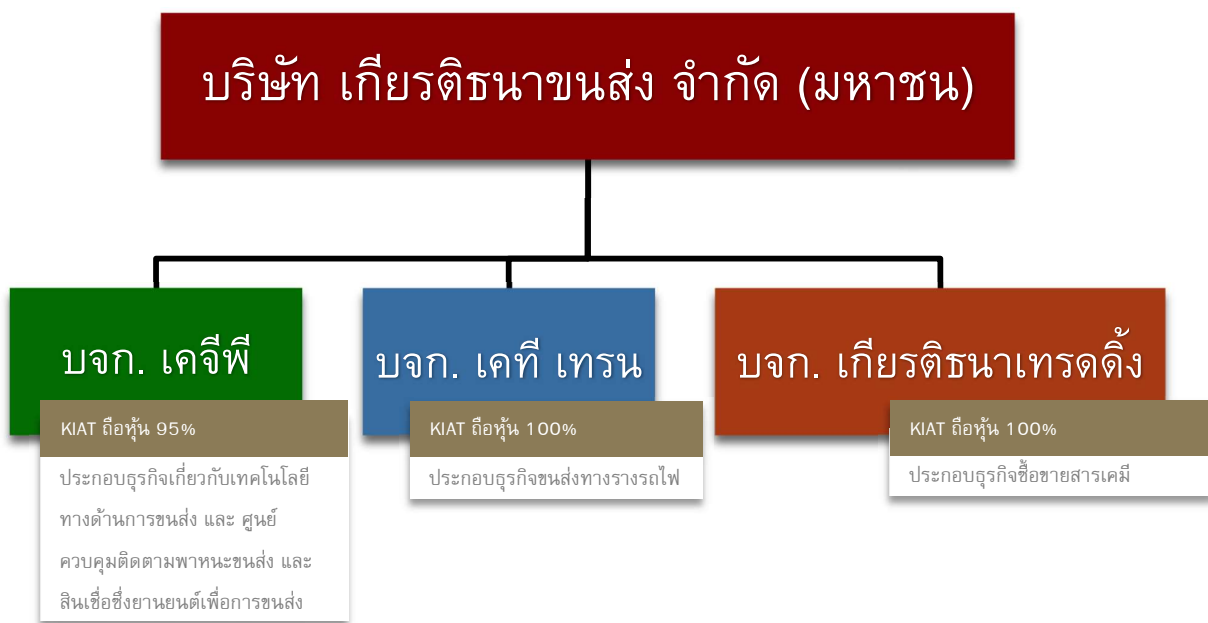 บริษัท เกียรติธนาขนส่ง จำกัด (มหาชน)
บจก. เคจีพี
KIAT ถือหุ้น 95%
ประกอบธุรกิจเกี่ยวกับเทคโนโลยี
ทางด้านการขนส่ง และ ศูนย์
ควบคุมติดตามพาหนะขนส่ง และ
สินเชื่อซึ่งยานยนต์เพื่อการขนส่ง
บจก. เคที เทรน
KIAT ถือหุ้น 100%
ประกอบธุรกิจขนส่งทางรางรถไฟ
บจก. เกียรติธนาเทรดดิ้ง
KIAT ถือหุ้น 100%
ประกอบธุรกิจซื้อขายสารเคมี